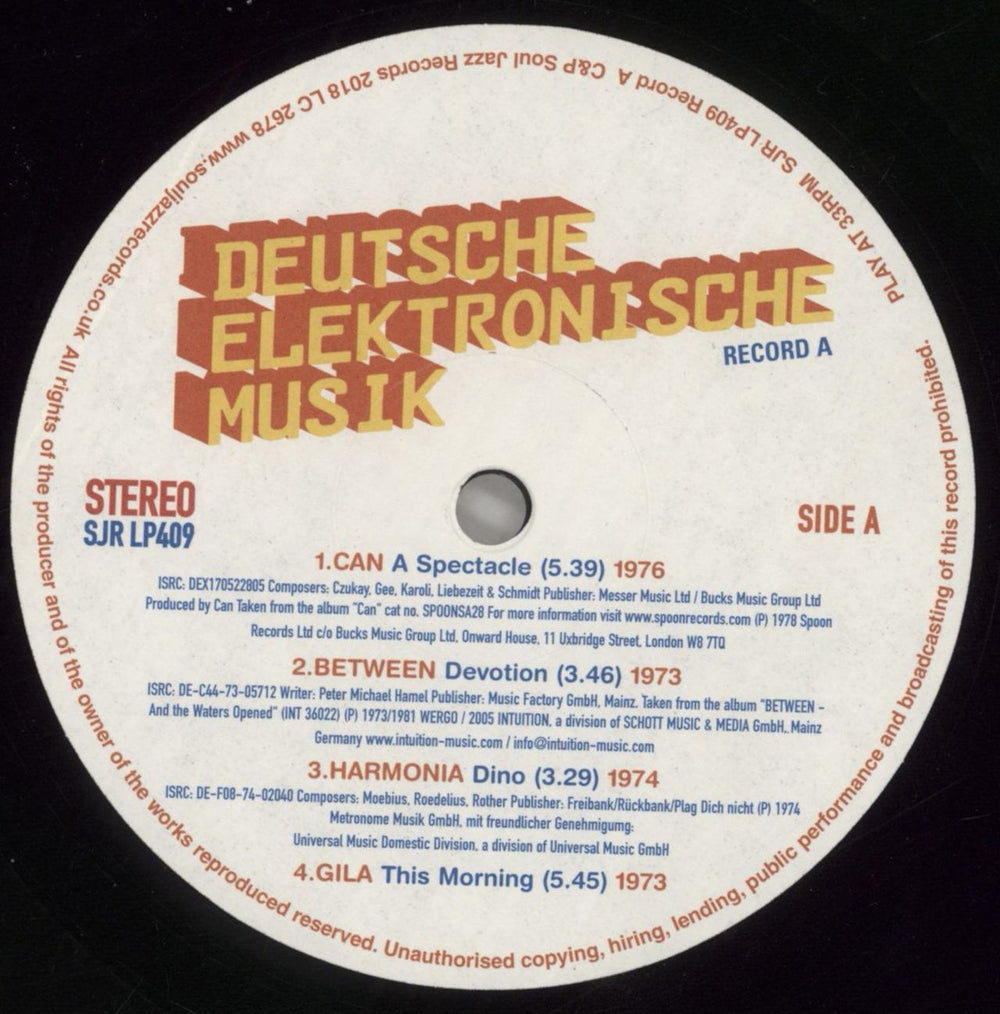 DEUTSCHE
ELEKTRONISCHE
MUSIK
RECORD A
STEREO
SJR LP409
SIDE A
1.CAN A Spectacle (5.39) 1976
ISRC: DEX170522805 Composers: Czukay, Gee, Karoli, Liebezeit & Schmidt Publisher: Messer Music Ltd / Bucks Music Group Ltd
Produced by Can Taken from the album "Can" cat no. SPOONSA28 For more information visit www.spoonrecords.com (P) 1978 Spoon
Records Ltd c/o Bucks Music Group Ltd, Onward House, 11 Uxbridge Street, London W8 7TQ
2.BETWEEN Devotion (3.46) 1973
ISRC: DE-C44-73-05712 Writer: Peter Michael Hamel Publisher: Music Factory GmbH, Mainz. Taken from the album "BETWEEN -
And the Waters Opened" (INT 36022) (P) 1973/1981 WERGO / 2005 INTUITION, a division of SCHOTT MUSIC & MEDIA GmbH, Mainz
Germany www.intuition-music.com / info@intuition-music.com
3.HARMONIA Dino (3.29) 1974
ISRC: DE-F08-74-02040 Composers: Moebius, Roedelius, Rother Publisher: Freibank/Rückbank/Plag Dich nicht (P) 1974
Metronome Musik GmbH, mit freundlicher Genehmigumg:
Universal Music Domestic Division, a division of Universal Music GmbH
4.GILA This Morning (5.45) 1973
PLAY AT 33RPM SJR LP409 Record A C&P Soul Jazz Records 2018 LC 2678 www.souljazzrecords.co.uk All rights of the producer and of the owner of the works reproduced reserved. Unauthorised copying, hiring, lending, public performance and broadcasting of this record prohibited.